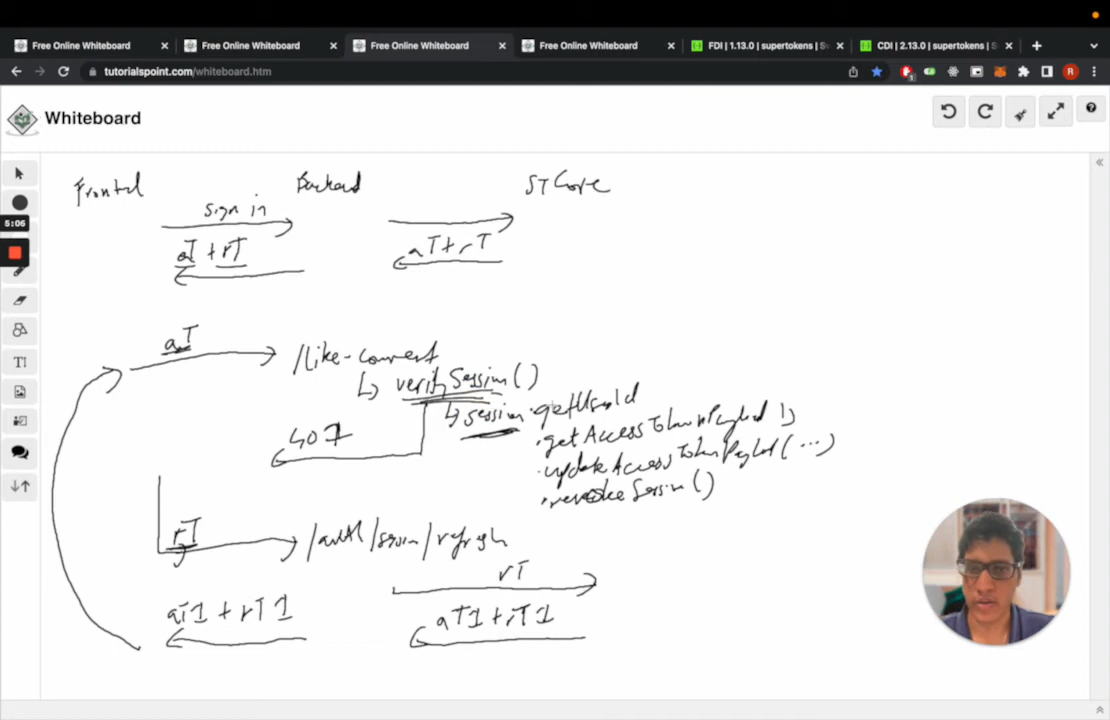 Free Online Whiteboard
Free Online Whiteboard
Free Online Whiteboard
Free Online Whiteboard
FDI | 1.13.0 | supertokens | S
CDI | 2.13.0 | supertokens | S
tutorialspoint.com/whiteboard.htm
1
R
Whiteboard
5:06
Frontend
Backend
ST Core
sign in
aT + rT
aT + rT
aT
/like-comment
↳ verifySession()
↳ session.getUserId
.getAccessTokenPayload()
.updateAccessTokenPayload(...)
.revokeSession()
401
rT
/auth/session/refresh
rT
aT1 + rT1
aT1 + rT1